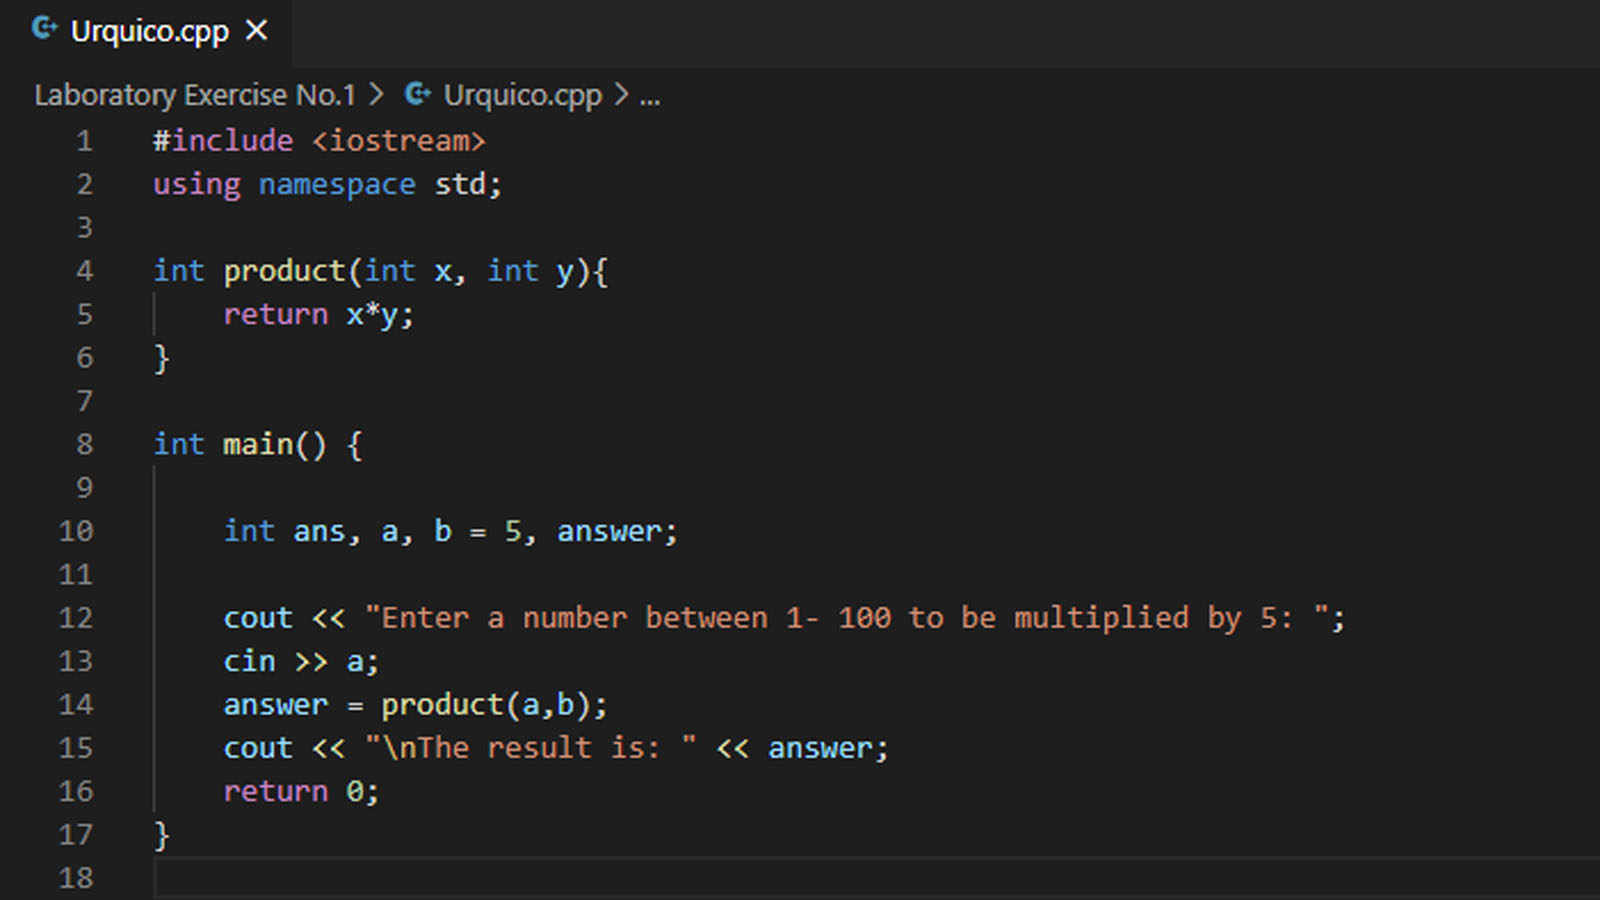 Urquico.cpp
Laboratory Exercise No.1 > Urquico.cpp > ...
1 #include <iostream>
2 using namespace std;
3
4 int product(int x, int y){
5     return x*y;
6 }
7
8 int main() {
9
10     int ans, a, b = 5, answer;
11
12     cout << "Enter a number between 1- 100 to be multiplied by 5: ";
13     cin >> a;
14     answer = product(a,b);
15     cout << "\nThe result is: " << answer;
16     return 0;
17 }
18